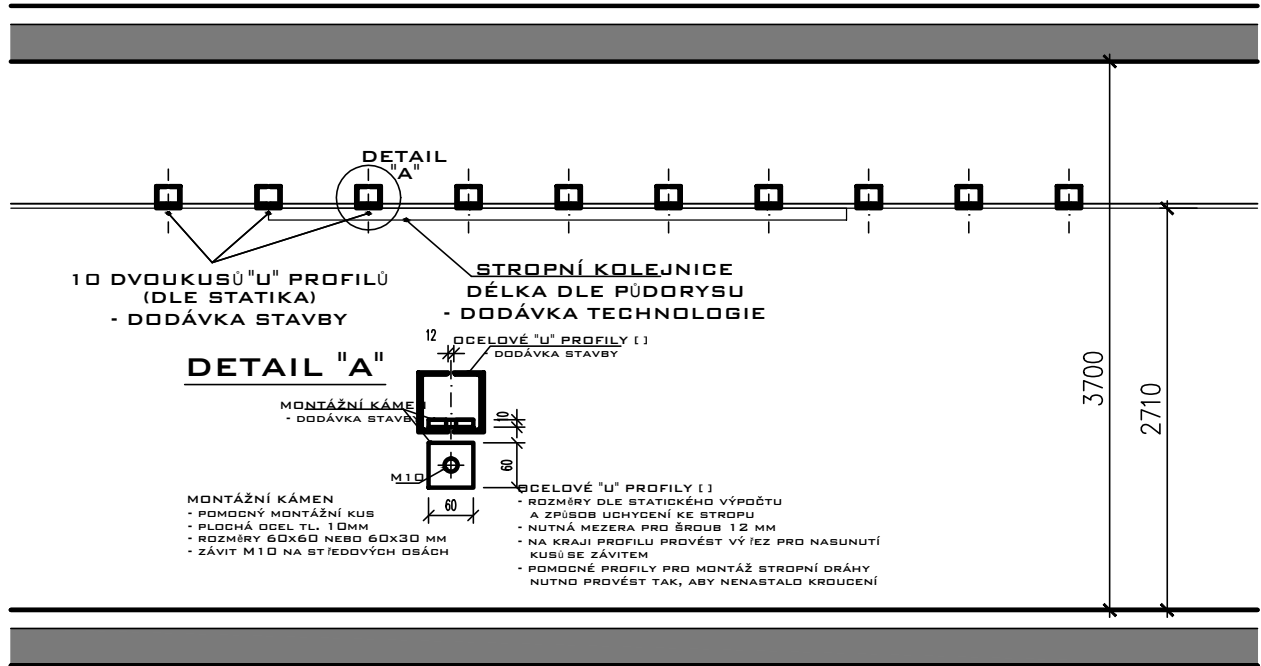 DETAIL
"A"
10 DVOUKUSŮ "U" PROFILŮ
(DLE STATIKA)
- DODÁVKA STAVBY
STROPNÍ KOLEJNICE
DÉLKA DLE PŮDORYSU
- DODÁVKA TECHNOLOGIE
3700
2710
DETAIL "A"
12
OCELOVÉ "U" PROFILY [ ]
- DODÁVKA STAVBY
MONTÁŽNÍ KÁMEN
- DODÁVKA STAVBY
10
60
M10
60
MONTÁŽNÍ KÁMEN
- POMOCNÝ MONTÁŽNÍ KUS
- PLOCHÁ OCEL TL. 10MM
- ROZMĚRY 60X60 NEBO 60X30 MM
- ZÁVIT M10 NA STŘEDOVÝCH OSÁCH
OCELOVÉ "U" PROFILY [ ]
- ROZMĚRY DLE STATICKÉHO VÝPOČTU
A ZPŮSOB UCHYCENÍ KE STROPU
- NUTNÁ MEZERA PRO ŠROUB 12 MM
- NA KRAJI PROFILU PROVÉST VÝŘEZ PRO NASUNUTÍ
KUSŮ SE ZÁVITEM
- POMOCNÉ PROFILY PRO MONTÁŽ STROPNÍ DRÁHY
NUTNO PROVÉST TAK, ABY NENASTALO KROUCENÍ